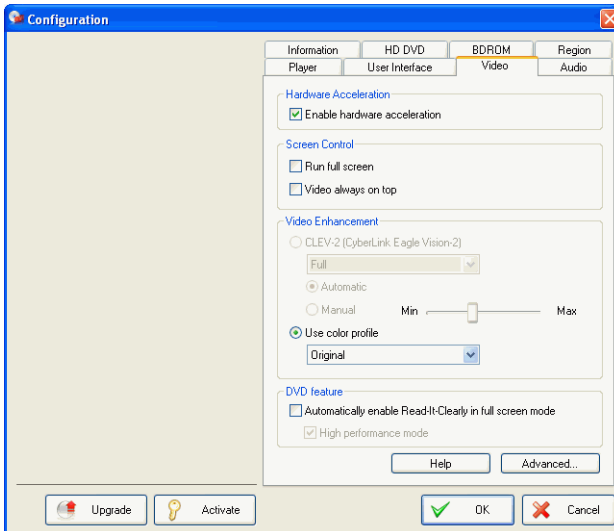 Configuration
Information HD DVD BDROM Region
Player User Interface Video Audio
Hardware Acceleration
Enable hardware acceleration
Screen Control
Run full screen
Video always on top
Video Enhancement
CLEV-2 (CyberLink Eagle Vision-2)
Full
Automatic
Manual Min Max
Use color profile
Original
DVD feature
Automatically enable Read-It-Clearly in full screen mode
High performance mode
Help Advanced...
Upgrade Activate OK Cancel